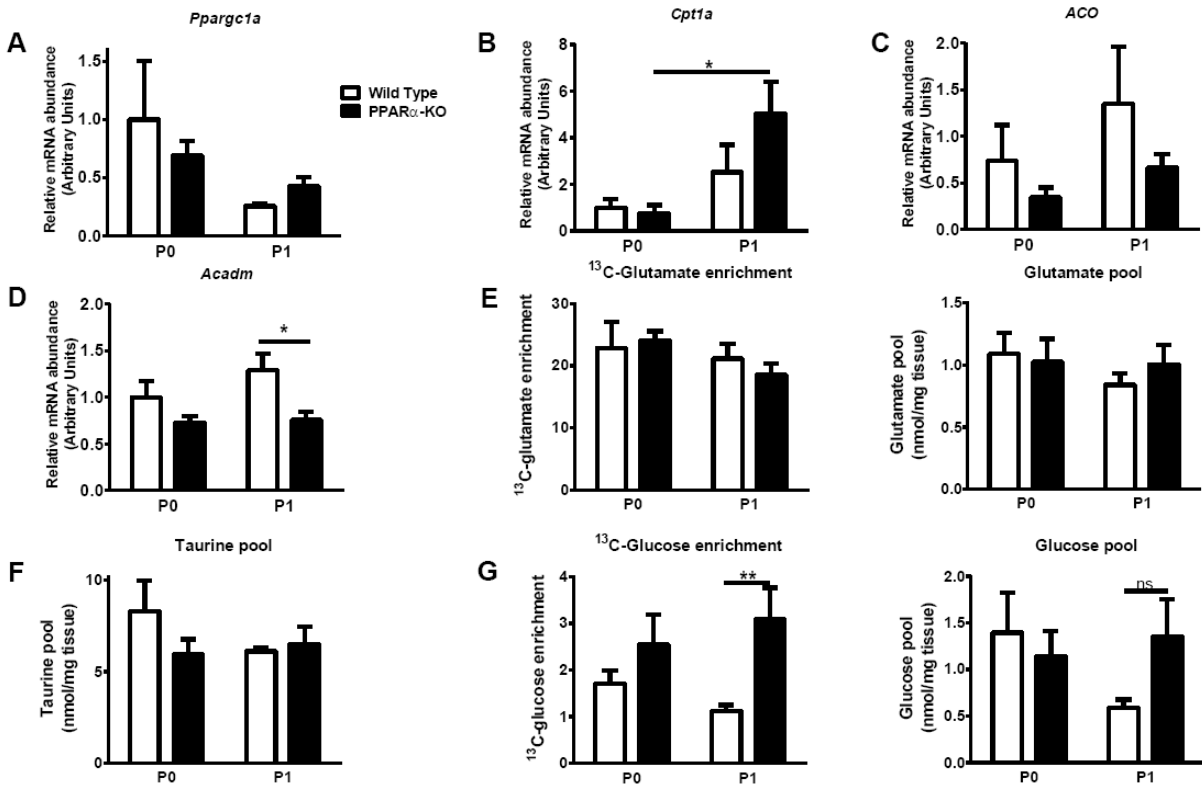 A
Ppargc1a
Relative mRNA abundance
(Arbitrary Units)
1.5
1.0
0.5
0.0
P0
P1
Wild Type
PPARα-KO
B
Cpt1a
Relative mRNA abundance
(Arbitrary Units)
8
6
4
2
0
*
P0
P1
C
ACO
Relative mRNA abundance
(Arbitrary Units)
2.0
1.5
1.0
0.5
0.0
P0
P1
D
Acadm
Relative mRNA abundance
(Arbitrary Units)
2.0
1.5
1.0
0.5
0.0
*
P0
P1
E
¹³C-Glutamate enrichment
¹³C-glutamate enrichment
30
20
10
0
P0
P1
Glutamate pool
Glutamate pool
(nmol/mg tissue)
1.5
1.0
0.5
0.0
P0
P1
F
Taurine pool
Taurine pool
(nmol/mg tissue)
10
5
0
P0
P1
G
¹³C-Glucose enrichment
¹³C-glucose enrichment
4
3
2
1
0
**
P0
P1
Glucose pool
Glucose pool
(nmol/mg tissue)
2.0
1.5
1.0
0.5
0.0
ns
P0
P1